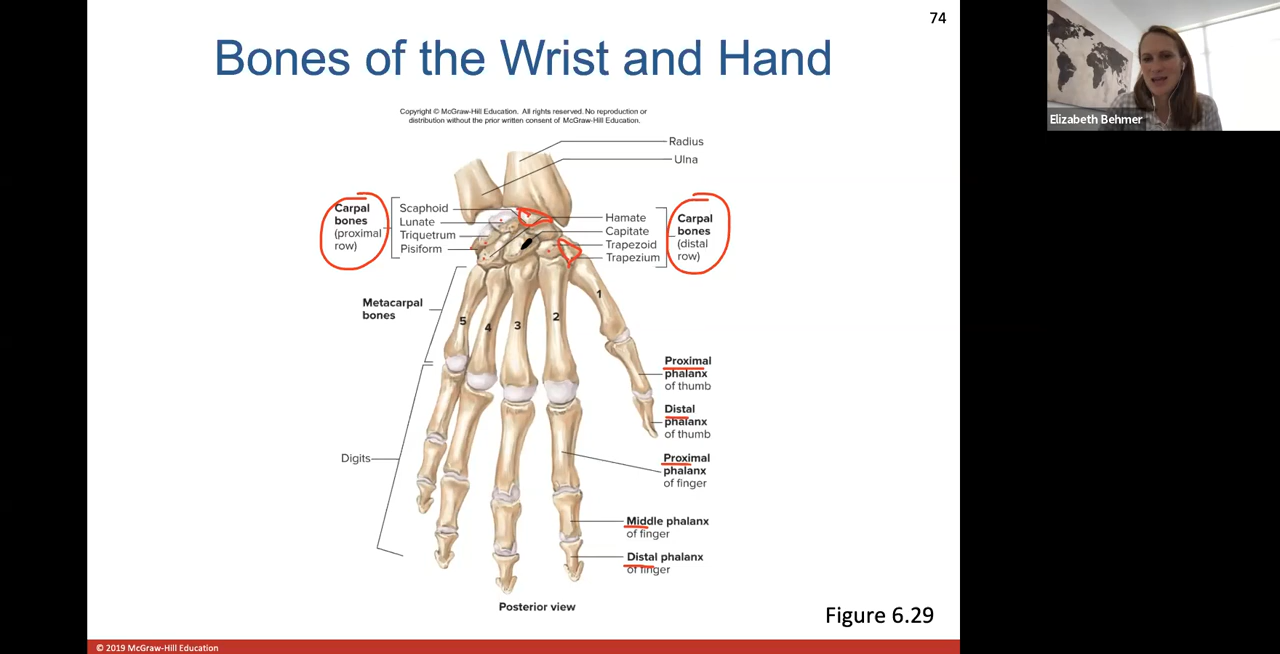 74
Bones of the Wrist and Hand
Copyright © McGraw-Hill Education. All rights reserved. No reproduction or
distribution without the prior written consent of McGraw-Hill Education.
Elizabeth Behmer
Radius
Ulna
Carpal
bones
(proximal
row)
Scaphoid
Lunate
Triquetrum
Pisiform
Hamate
Capitate
Trapezoid
Trapezium
Carpal
bones
(distal
row)
Metacarpal
bones
1
2
3
4
5
Proximal
phalanx
of thumb
Distal
phalanx
of thumb
Digits
Proximal
phalanx
of finger
Middle phalanx
of finger
Distal phalanx
of finger
Posterior view
Figure 6.29
© 2019 McGraw-Hill Education